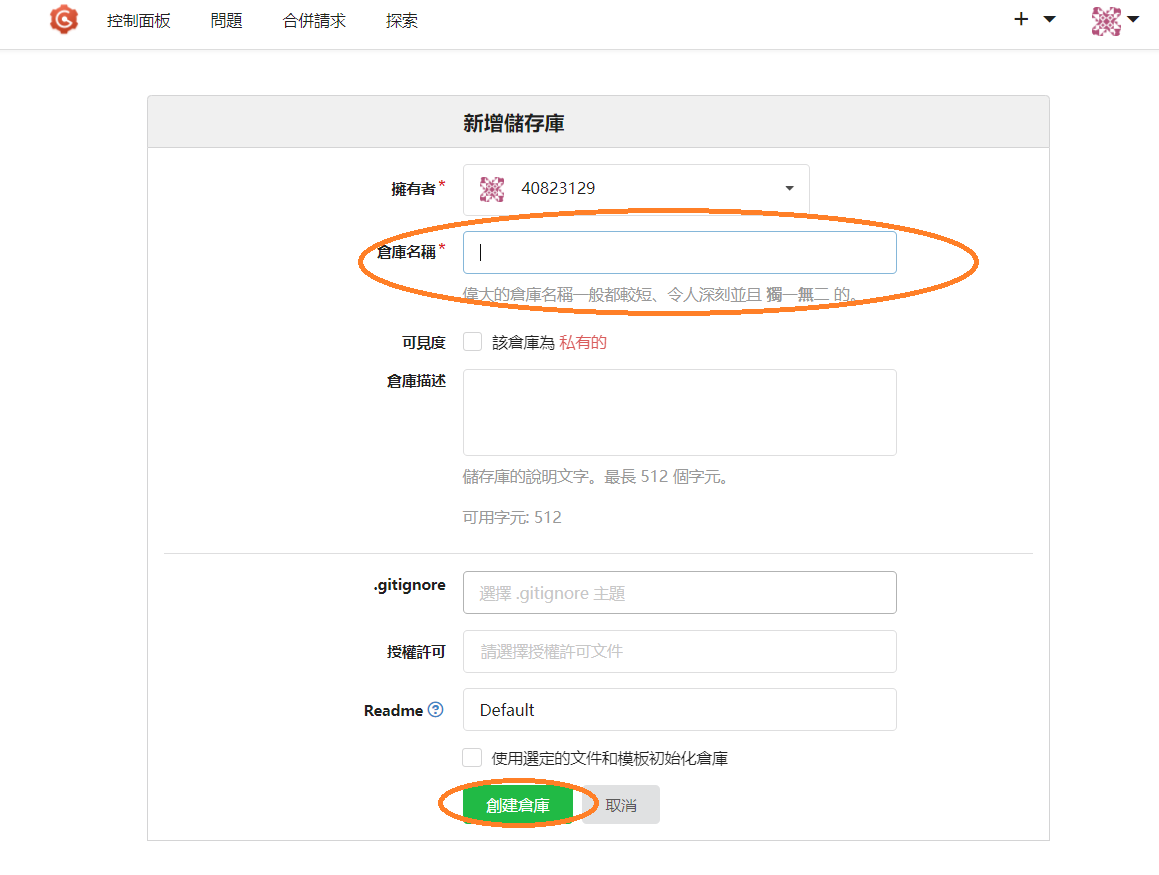 控制面板 問題 合併請求 探索
新增儲存庫
擁有者* 40823129
倉庫名稱*
偉大的倉庫名稱一般都較短、令人深刻並且 獨一無二 的。
可見度 該倉庫為 私有的
倉庫描述
儲存庫的說明文字。最長 512 個字元。
可用字元: 512
.gitignore 選擇 .gitignore 主題
授權許可 請選擇授權許可文件
Readme Default
使用選定的文件和模板初始化倉庫
創建倉庫 取消